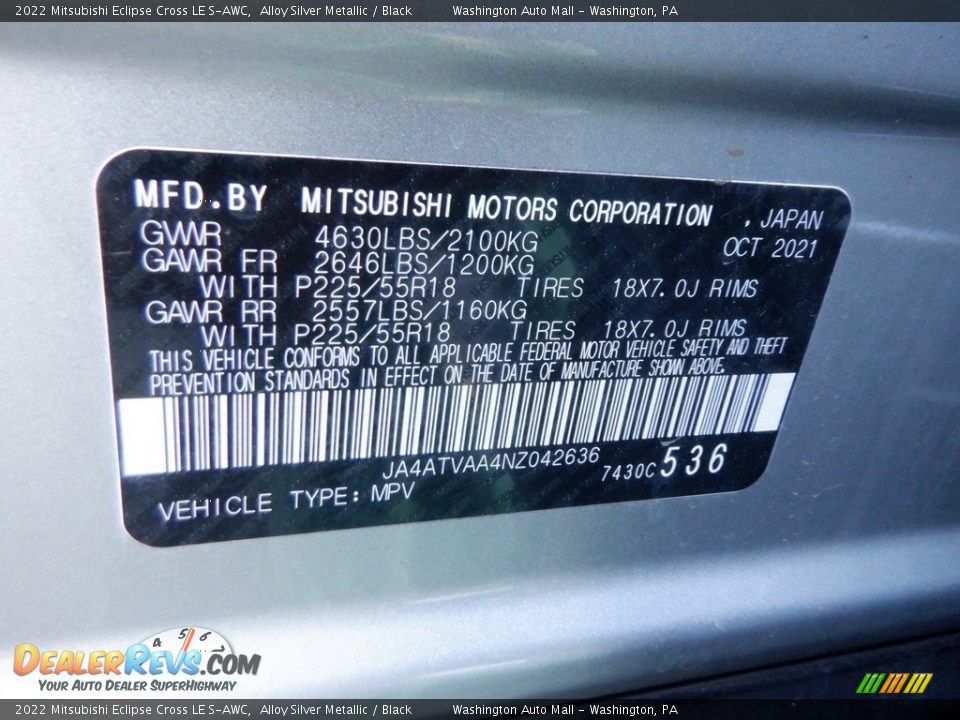 2022 Mitsubishi Eclipse Cross LE S-AWC, Alloy Silver Metallic / Black Washington Auto Mall - Washington, PA
MFD.BY MITSUBISHI MOTORS CORPORATION , JAPAN
GVWR 4630LBS/2100KG OCT 2021
GAWR FR 2646LBS/1200KG
WITH P225/55R18 TIRES 18X7.0J RIMS
GAWR RR 2557LBS/1160KG
WITH P225/55R18 TIRES 18X7.0J RIMS
THIS VEHICLE CONFORMS TO ALL APPLICABLE FEDERAL MOTOR VEHICLE SAFETY AND THEFT
PREVENTION STANDARDS IN EFFECT ON THE DATE OF MANUFACTURE SHOWN ABOVE.
JA4ATVAA4NZ042636 7430C 536
VEHICLE TYPE: MPV
4 5 6
DEALERREVS.COM
YOUR AUTO DEALER SUPERHIGHWAY
2022 Mitsubishi Eclipse Cross LE S-AWC, Alloy Silver Metallic / Black Washington Auto Mall - Washington, PA